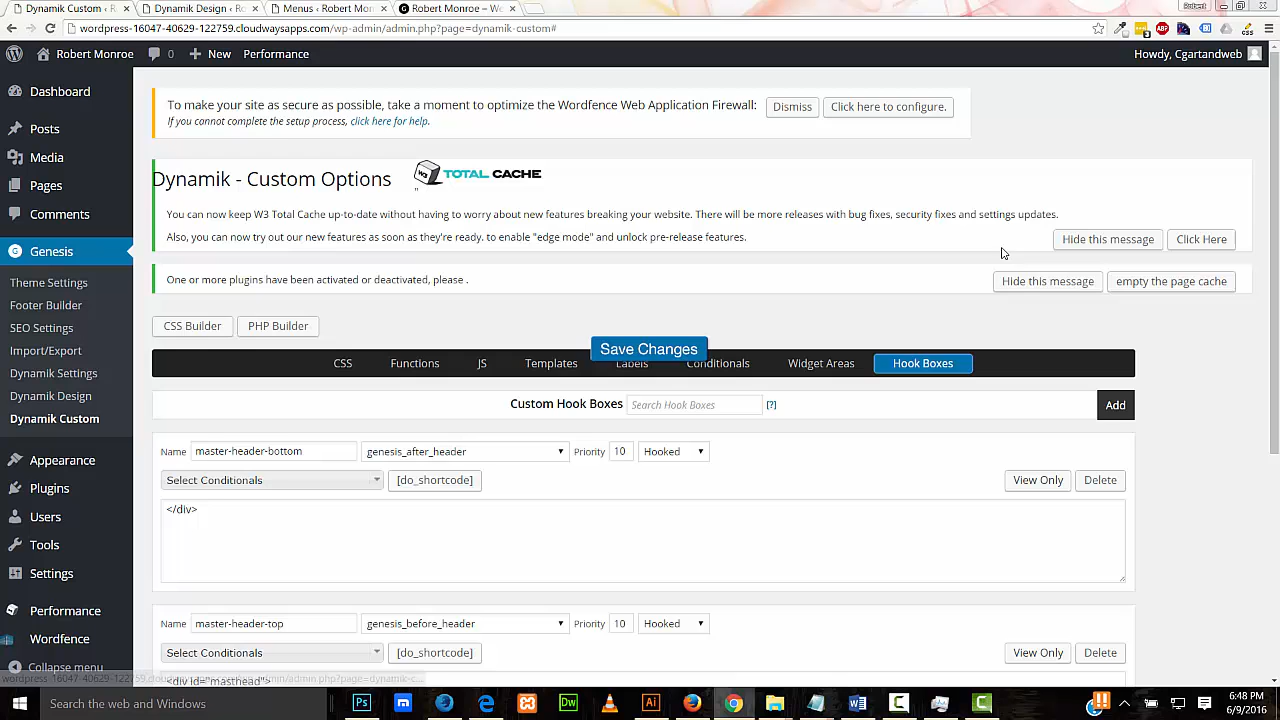 Dynamik Custom ‹ Ro
Dynamik Design ‹ Ro
Menus ‹ Robert Mon
Robert Monroe – We
Robert
wordpress-16047-40629-122759.cloudwaysapps.com/wp-admin/admin.php?page=dynamik-custom#
Robert Monroe
0
New
Performance
Howdy, Cgartandweb
Dashboard
Posts
Media
Pages
Comments
Genesis
Theme Settings
Footer Builder
SEO Settings
Import/Export
Dynamik Settings
Dynamik Design
Dynamik Custom
Appearance
Plugins
Users
Tools
Settings
Performance
Wordfence
Collapse menu
To make your site as secure as possible, take a moment to optimize the Wordfence Web Application Firewall:
Dismiss
Click here to configure.
If you cannot complete the setup process, click here for help.
Dynamik - Custom Options
W3 TOTAL CACHE
"
You can now keep W3 Total Cache up-to-date without having to worry about new features breaking your website. There will be more releases with bug fixes, security fixes and settings updates.
Also, you can now try out our new features as soon as they're ready. to enable "edge mode" and unlock pre-release features.
Hide this message
Click Here
One or more plugins have been activated or deactivated, please .
Hide this message
empty the page cache
CSS Builder
PHP Builder
Save Changes
CSS
Functions
JS
Templates
Labels
Conditionals
Widget Areas
Hook Boxes
Custom Hook Boxes
Search Hook Boxes
[?]
Add
Name
master-header-bottom
genesis_after_header
Priority
10
Hooked
Select Conditionals
[do_shortcode]
View Only
Delete
</div>
Name
master-header-top
genesis_before_header
Priority
10
Hooked
Select Conditionals
[do_shortcode]
View Only
Delete
<div id="masthead">
Search the web and Windows
6:48 PM
6/9/2016